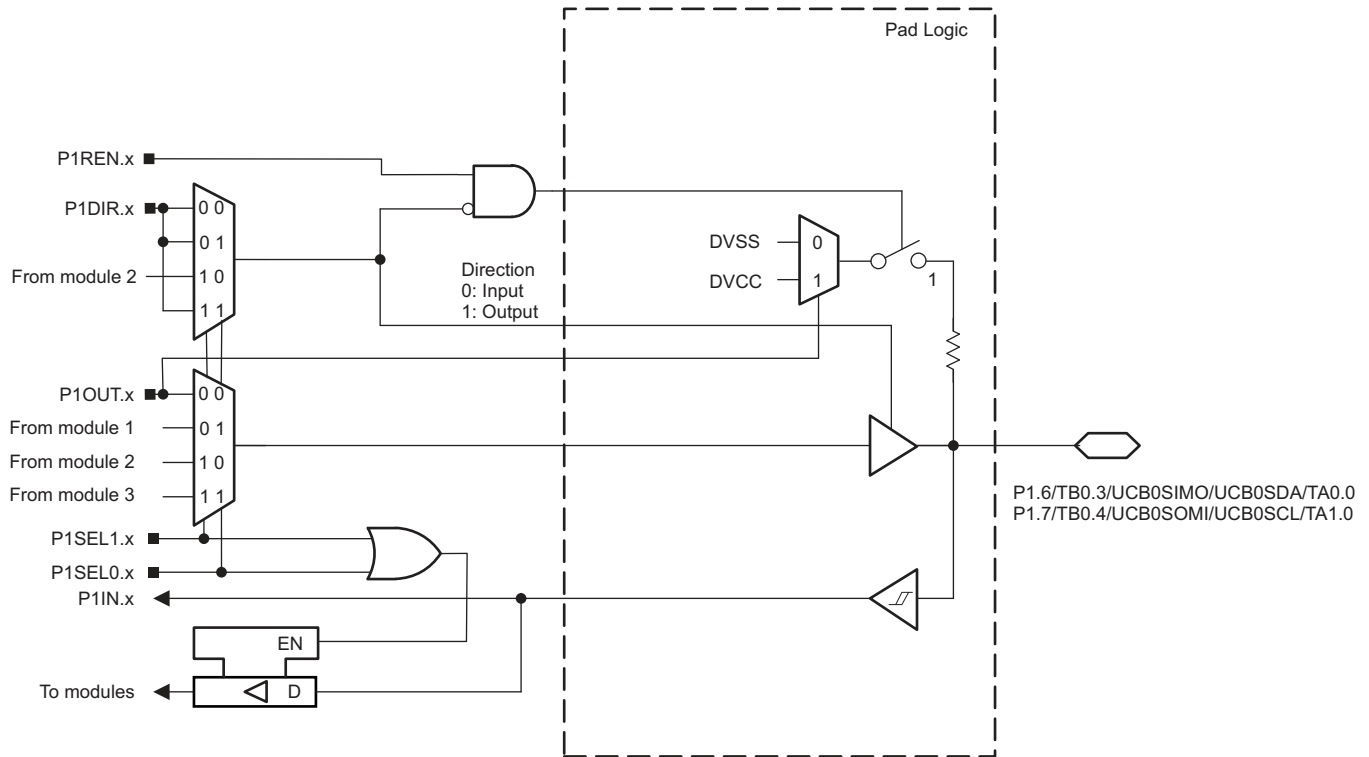 Pad Logic
P1REN.x
P1DIR.x
0 0
0 1
From module 2
1 0
1 1
Direction
0: Input
1: Output
DVSS
0
DVCC
1
1
P1OUT.x
0 0
From module 1
0 1
From module 2
1 0
From module 3
1 1
P1.6/TB0.3/UCB0SIMO/UCB0SDA/TA0.0
P1.7/TB0.4/UCB0SOMI/UCB0SCL/TA1.0
P1SEL1.x
P1SEL0.x
P1IN.x
EN
To modules
D